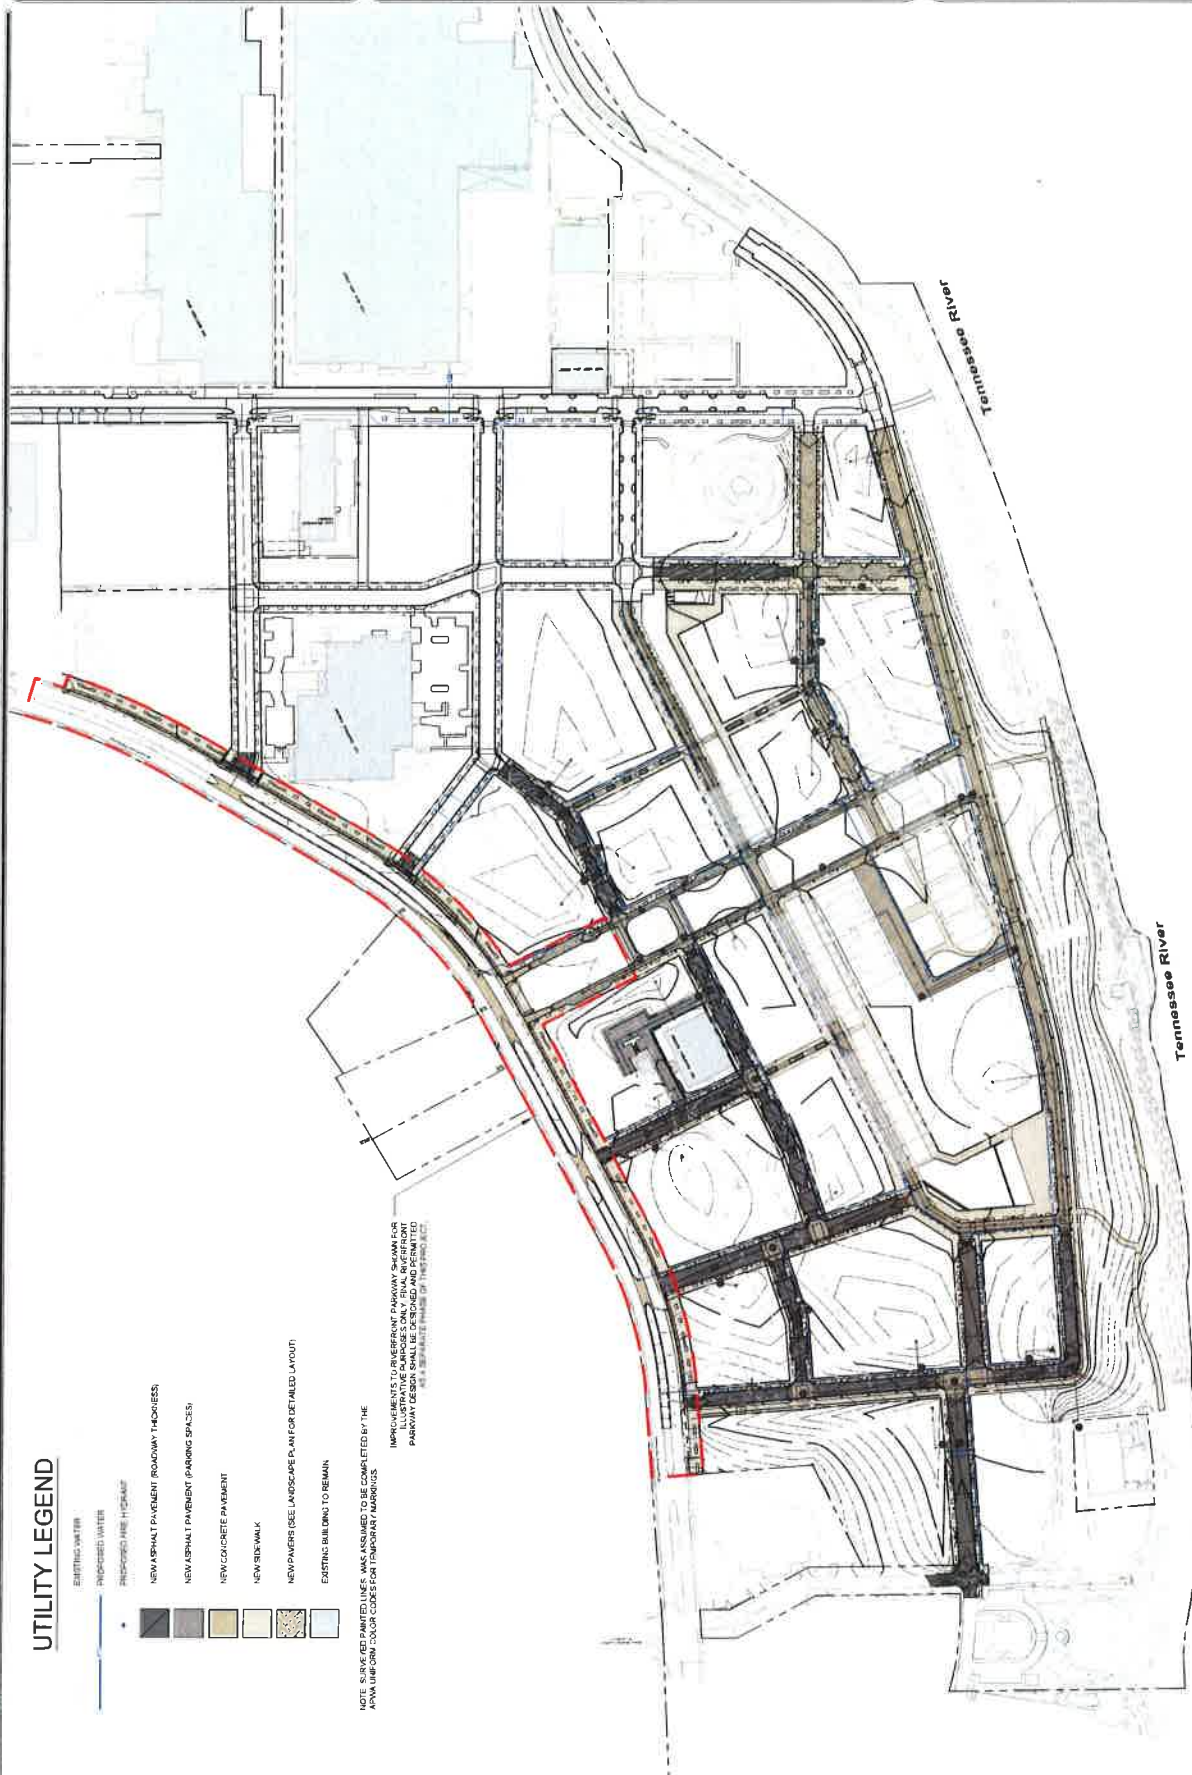 UTILITY LEGEND
EXISTING WATER
PROPOSED WATER
PROPOSED FIRE HYDRANT
NEW ASPHALT PAVEMENT (ROADWAY THICKNESS)
NEW ASPHALT PAVEMENT (PARKING SPACES)
NEW CONCRETE PAVEMENT
NEW SIDEWALK
NEW PAVERS (SEE LANDSCAPE PLAN FOR DETAILED LAYOUT)
EXISTING BUILDING TO REMAIN
NOTE: SURVEYED PAINTED LINES WAS ASSUMED TO BE COMPLETED BY THE
APWA UNIFORM COLOR CODES FOR TEMPORARY MARKINGS.
IMPROVEMENTS TO RIVERFRONT PARKWAY SHOWN FOR
ILLUSTRATIVE PURPOSES ONLY. FINAL RIVERFRONT
PARKWAY DESIGN SHALL BE DESIGNED AND PERMITTED
AS A SEPARATE PHASE OF THIS PROJECT.
Tennessee River
Tennessee River